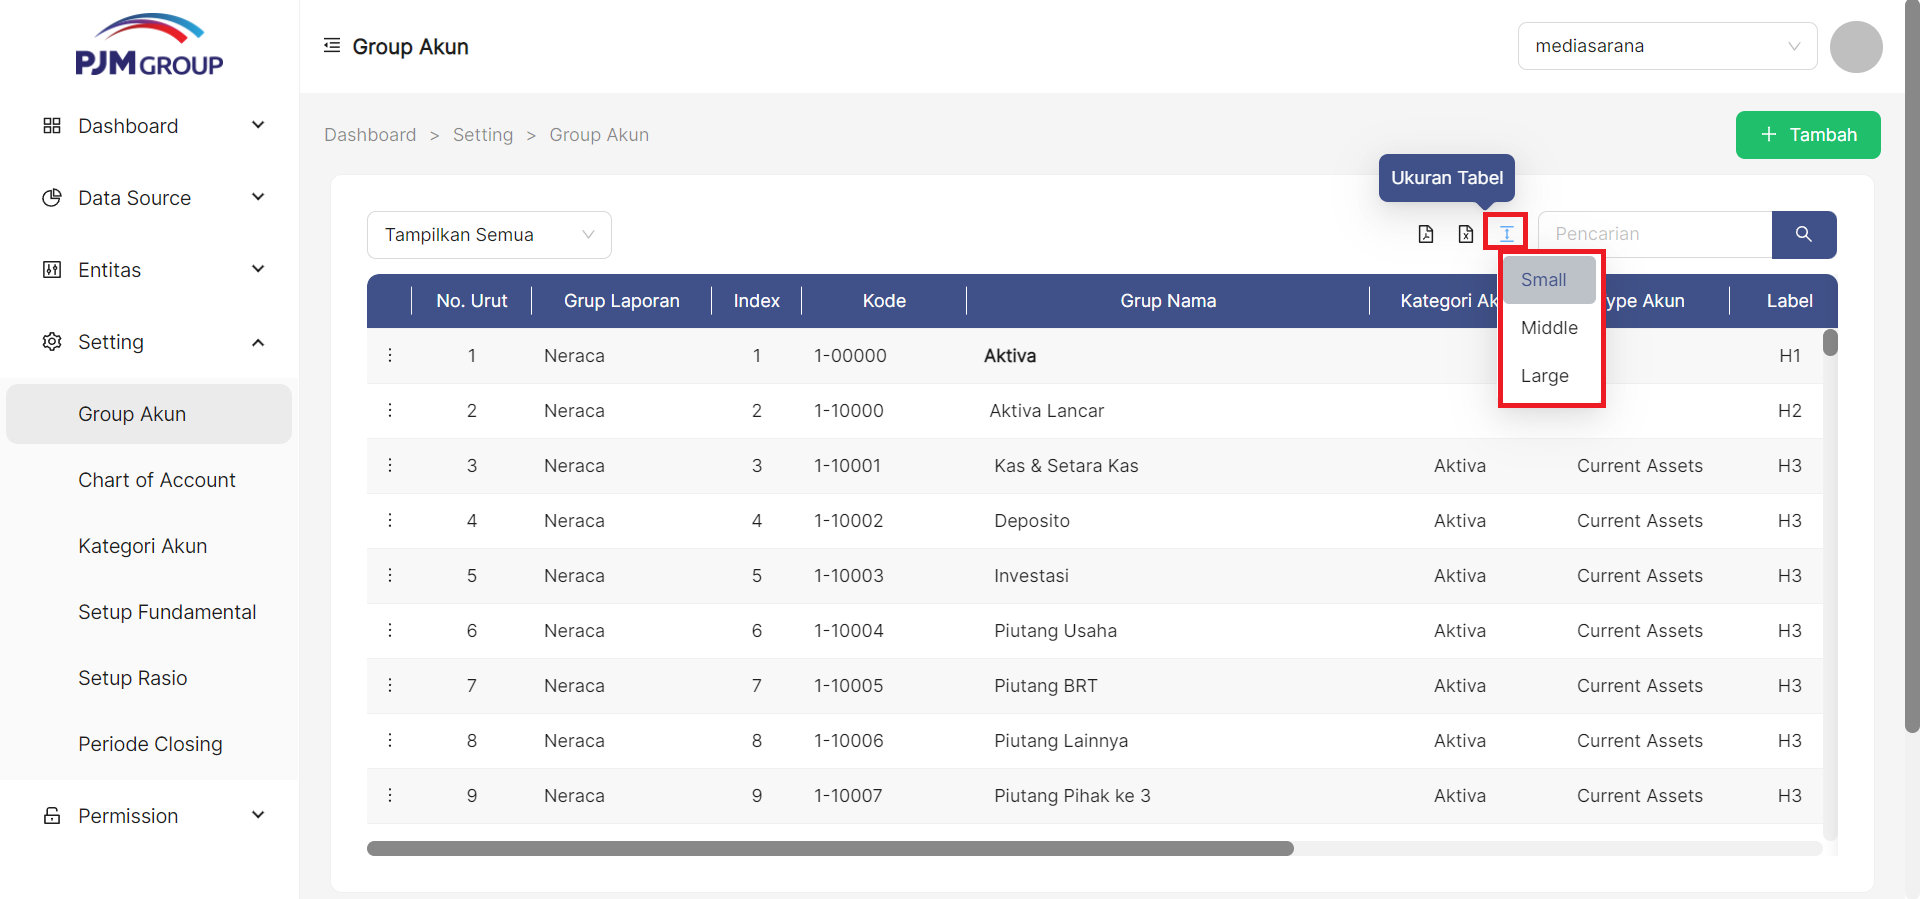 PJM GROUP
Group Akun
mediasarana
Dashboard
Data Source
Entitas
Setting
Group Akun
Chart of Account
Kategori Akun
Setup Fundamental
Setup Rasio
Periode Closing
Permission
Dashboard > Setting > Group Akun
+ Tambah
Ukuran Tabel
Tampilkan Semua
Pencarian
Small
Middle
Large
No. Urut Grup Laporan Index Kode Grup Nama Kategori Ak ype Akun Label
1 Neraca 1 1-00000 Aktiva H1
2 Neraca 2 1-10000 Aktiva Lancar H2
3 Neraca 3 1-10001 Kas & Setara Kas Aktiva Current Assets H3
4 Neraca 4 1-10002 Deposito Aktiva Current Assets H3
5 Neraca 5 1-10003 Investasi Aktiva Current Assets H3
6 Neraca 6 1-10004 Piutang Usaha Aktiva Current Assets H3
7 Neraca 7 1-10005 Piutang BRT Aktiva Current Assets H3
8 Neraca 8 1-10006 Piutang Lainnya Aktiva Current Assets H3
9 Neraca 9 1-10007 Piutang Pihak ke 3 Aktiva Current Assets H3